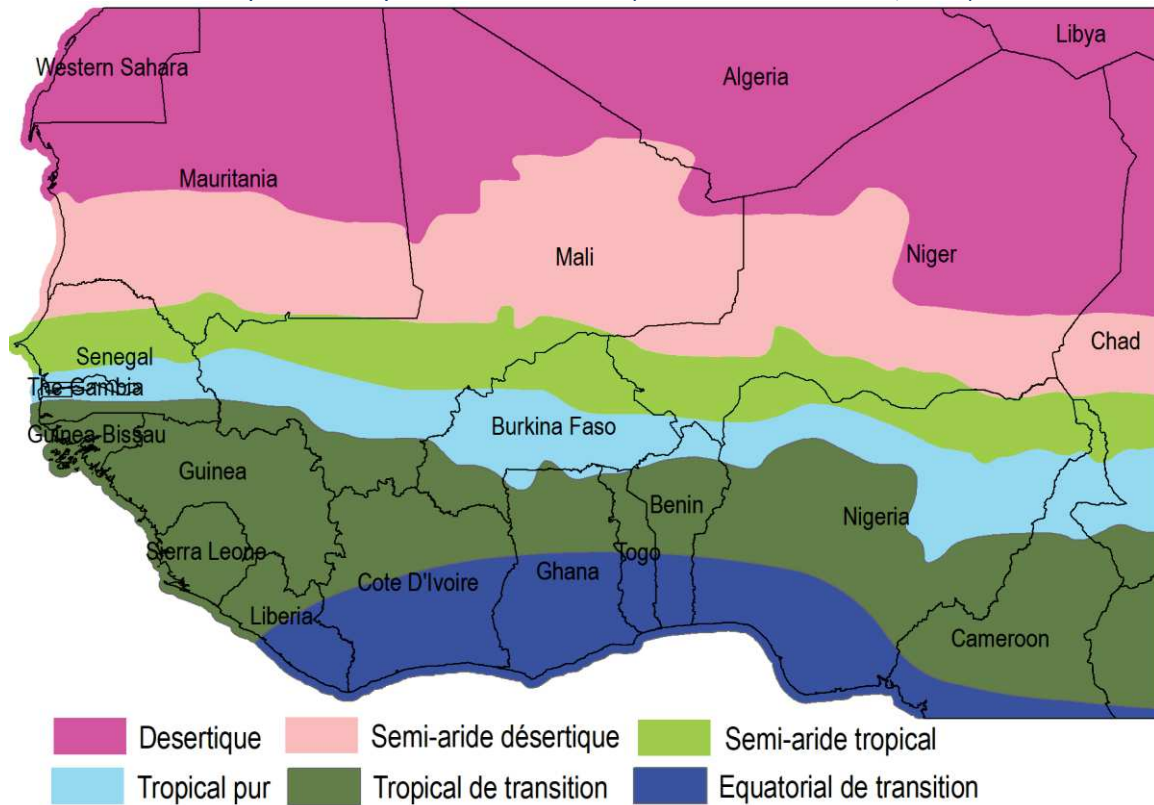 Libya
Western Sahara
Algeria
Mauritania
Mali
Niger
Chad
Senegal
The Gambia
Burkina Faso
Guinea Bissau
Guinea
Benin
Nigeria
Sierra Leone
Togo
Ghana
Cote D'Ivoire
Liberia
Cameroon
Desertique
Semi-aride désertique
Semi-aride tropical
Tropical pur
Tropical de transition
Equatorial de transition